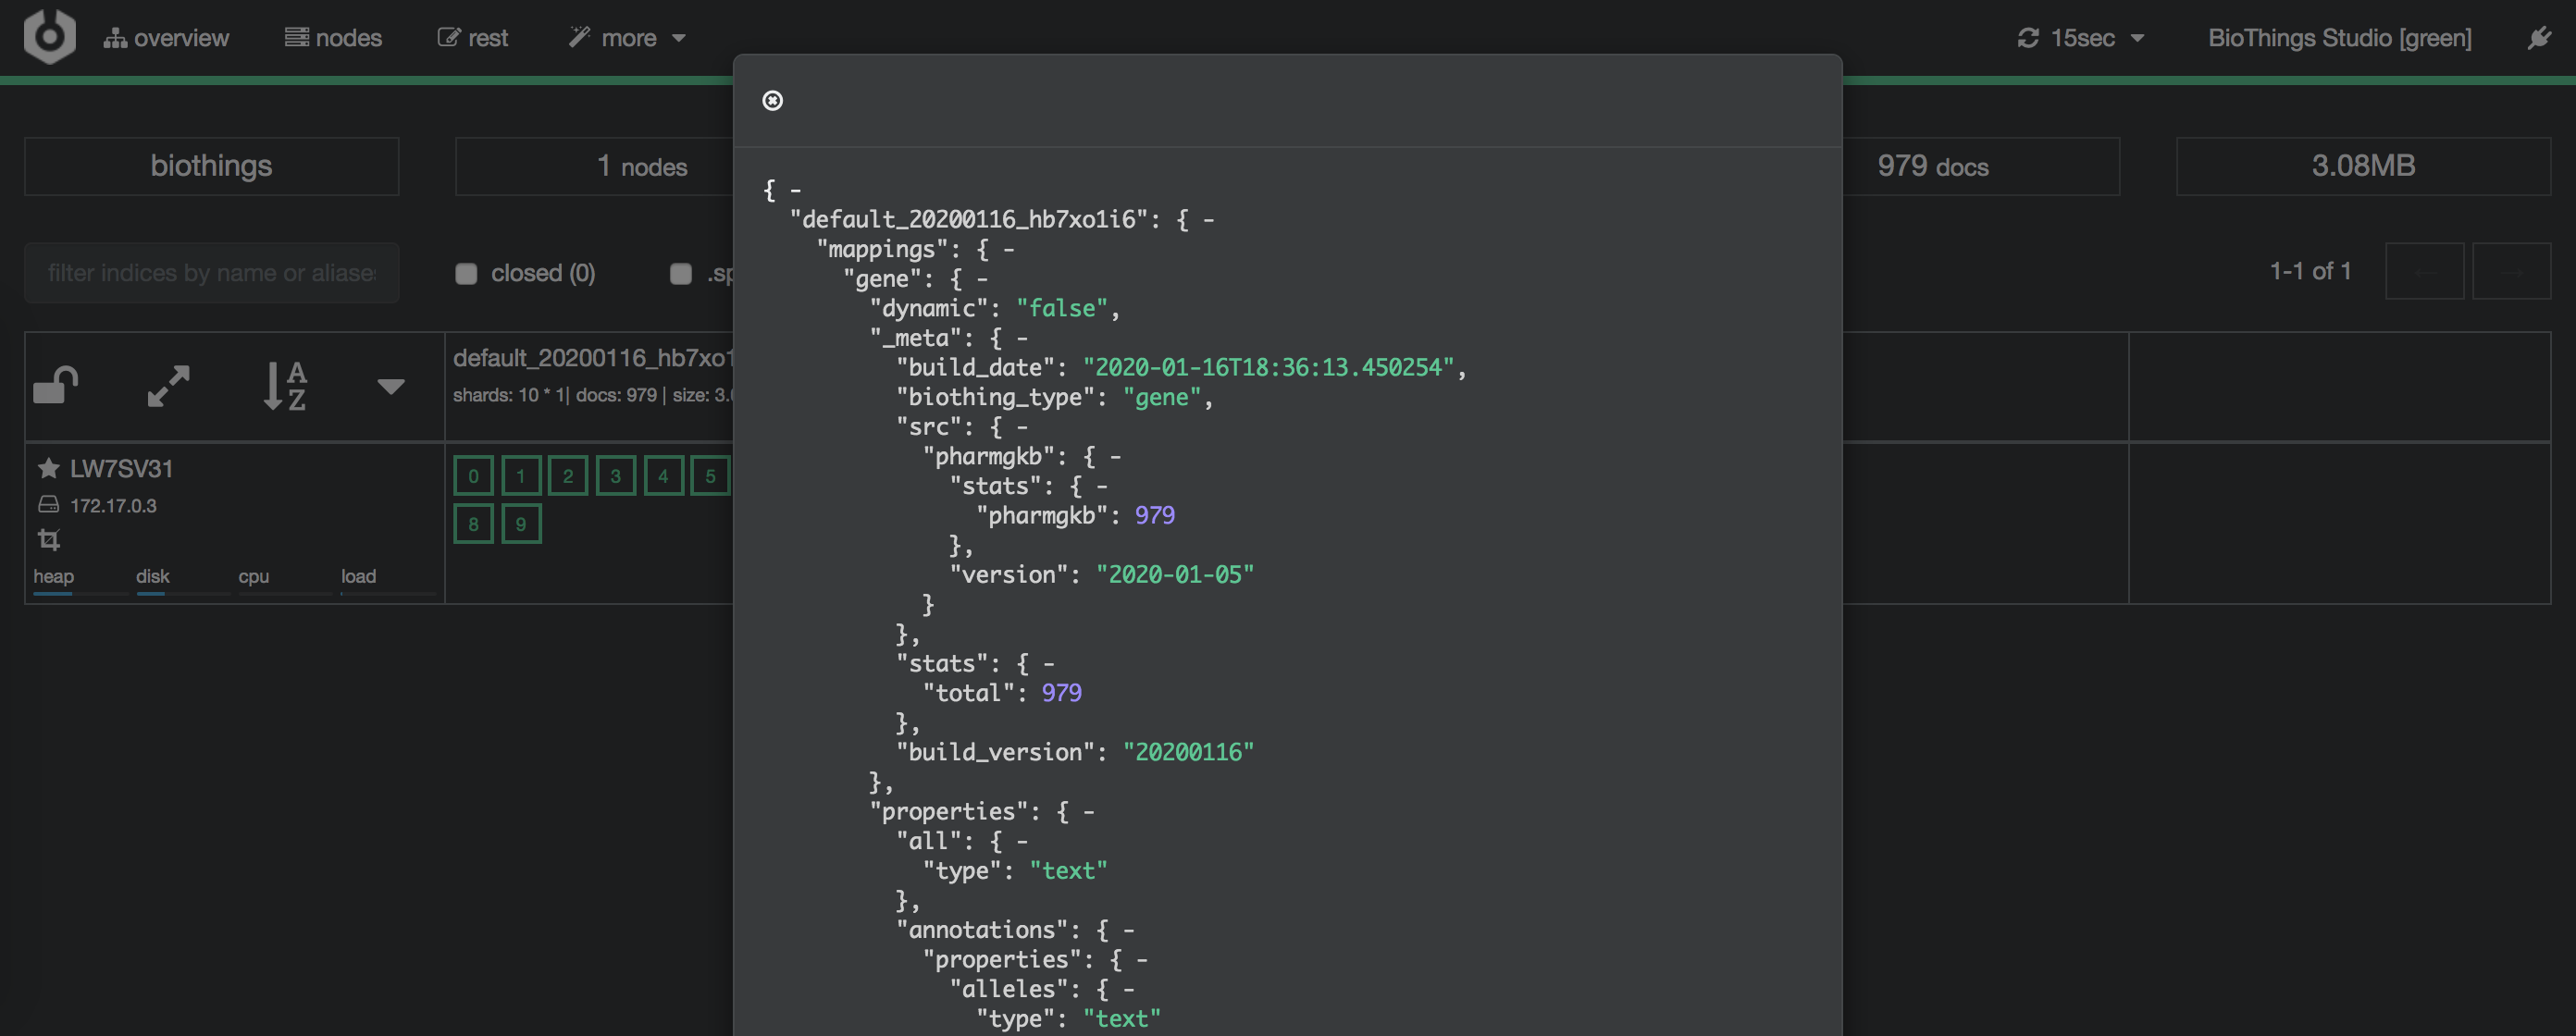 overview nodes rest more 15sec BioThings Studio [green]
biothings 1 nodes 979 docs 3.08MB
filter indices by name or aliases closed (0) .sp 1-1 of 1
default_20200116_hb7xo1
shards: 10 * 1| docs: 979 | size: 3.0
A
Z
LW7SV31
172.17.0.3
heap disk cpu load
0 1 2 3 4 5
8 9
{ -
"default_20200116_hb7xo1i6": { -
"mappings": { -
"gene": { -
"dynamic": "false",
"_meta": { -
"build_date": "2020-01-16T18:36:13.450254",
"biothing_type": "gene",
"src": { -
"pharmgkb": { -
"stats": { -
"pharmgkb": 979
},
"version": "2020-01-05"
}
},
"stats": { -
"total": 979
},
"build_version": "20200116"
},
"properties": { -
"all": { -
"type": "text"
},
"annotations": { -
"properties": { -
"alleles": { -
"type": "text"